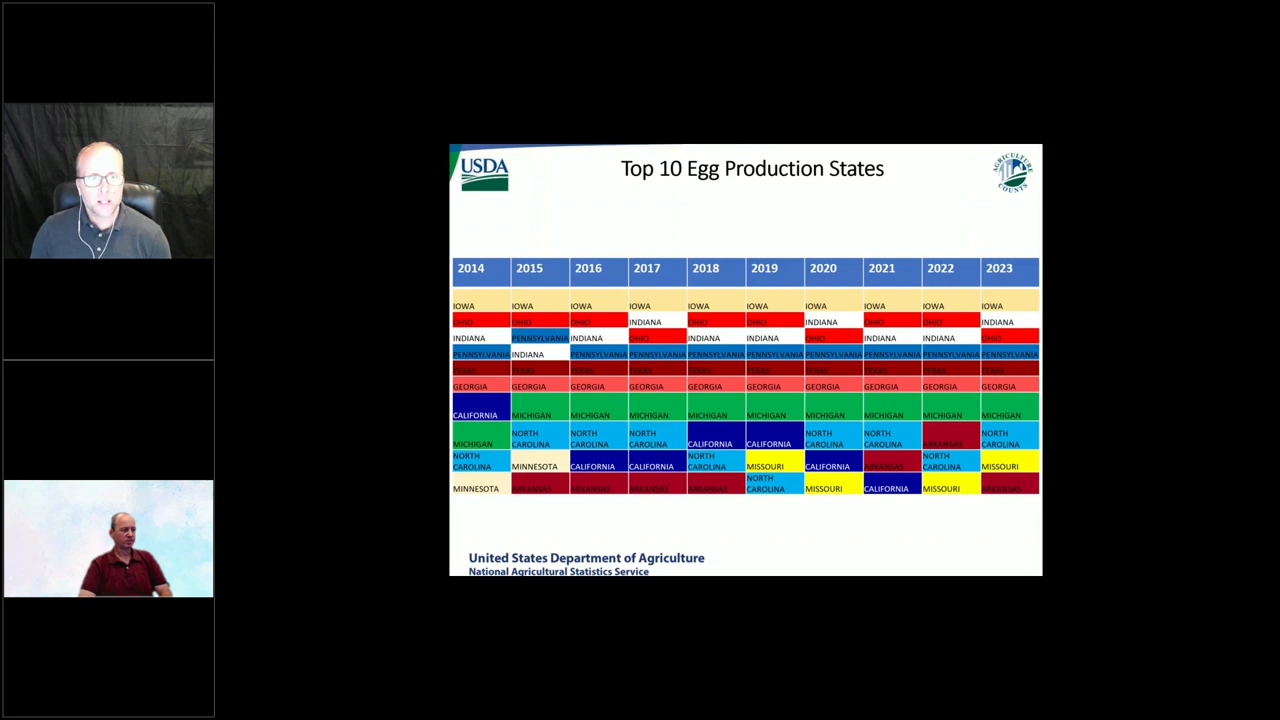 USDA
Top 10 Egg Production States
AGRICULTURE
COUNTS
2014 2015 2016 2017 2018 2019 2020 2021 2022 2023
IOWA IOWA IOWA IOWA IOWA IOWA IOWA IOWA IOWA IOWA
OHIO OHIO OHIO INDIANA OHIO OHIO INDIANA OHIO OHIO INDIANA
INDIANA PENNSYLVANIA INDIANA OHIO INDIANA INDIANA OHIO INDIANA INDIANA OHIO
PENNSYLVANIA INDIANA PENNSYLVANIA PENNSYLVANIA PENNSYLVANIA PENNSYLVANIA PENNSYLVANIA PENNSYLVANIA PENNSYLVANIA PENNSYLVANIA
TEXAS TEXAS TEXAS TEXAS TEXAS TEXAS TEXAS TEXAS TEXAS TEXAS
GEORGIA GEORGIA GEORGIA GEORGIA GEORGIA GEORGIA GEORGIA GEORGIA GEORGIA GEORGIA
CALIFORNIA MICHIGAN MICHIGAN MICHIGAN MICHIGAN MICHIGAN MICHIGAN MICHIGAN MICHIGAN MICHIGAN
MICHIGAN NORTH CAROLINA NORTH CAROLINA NORTH CAROLINA CALIFORNIA CALIFORNIA NORTH CAROLINA NORTH CAROLINA ARKANSAS NORTH CAROLINA
NORTH CAROLINA MINNESOTA CALIFORNIA CALIFORNIA NORTH CAROLINA MISSOURI CALIFORNIA ARKANSAS NORTH CAROLINA MISSOURI
MINNESOTA ARKANSAS ARKANSAS ARKANSAS ARKANSAS NORTH CAROLINA MISSOURI CALIFORNIA MISSOURI ARKANSAS
United States Department of Agriculture
National Agricultural Statistics Service